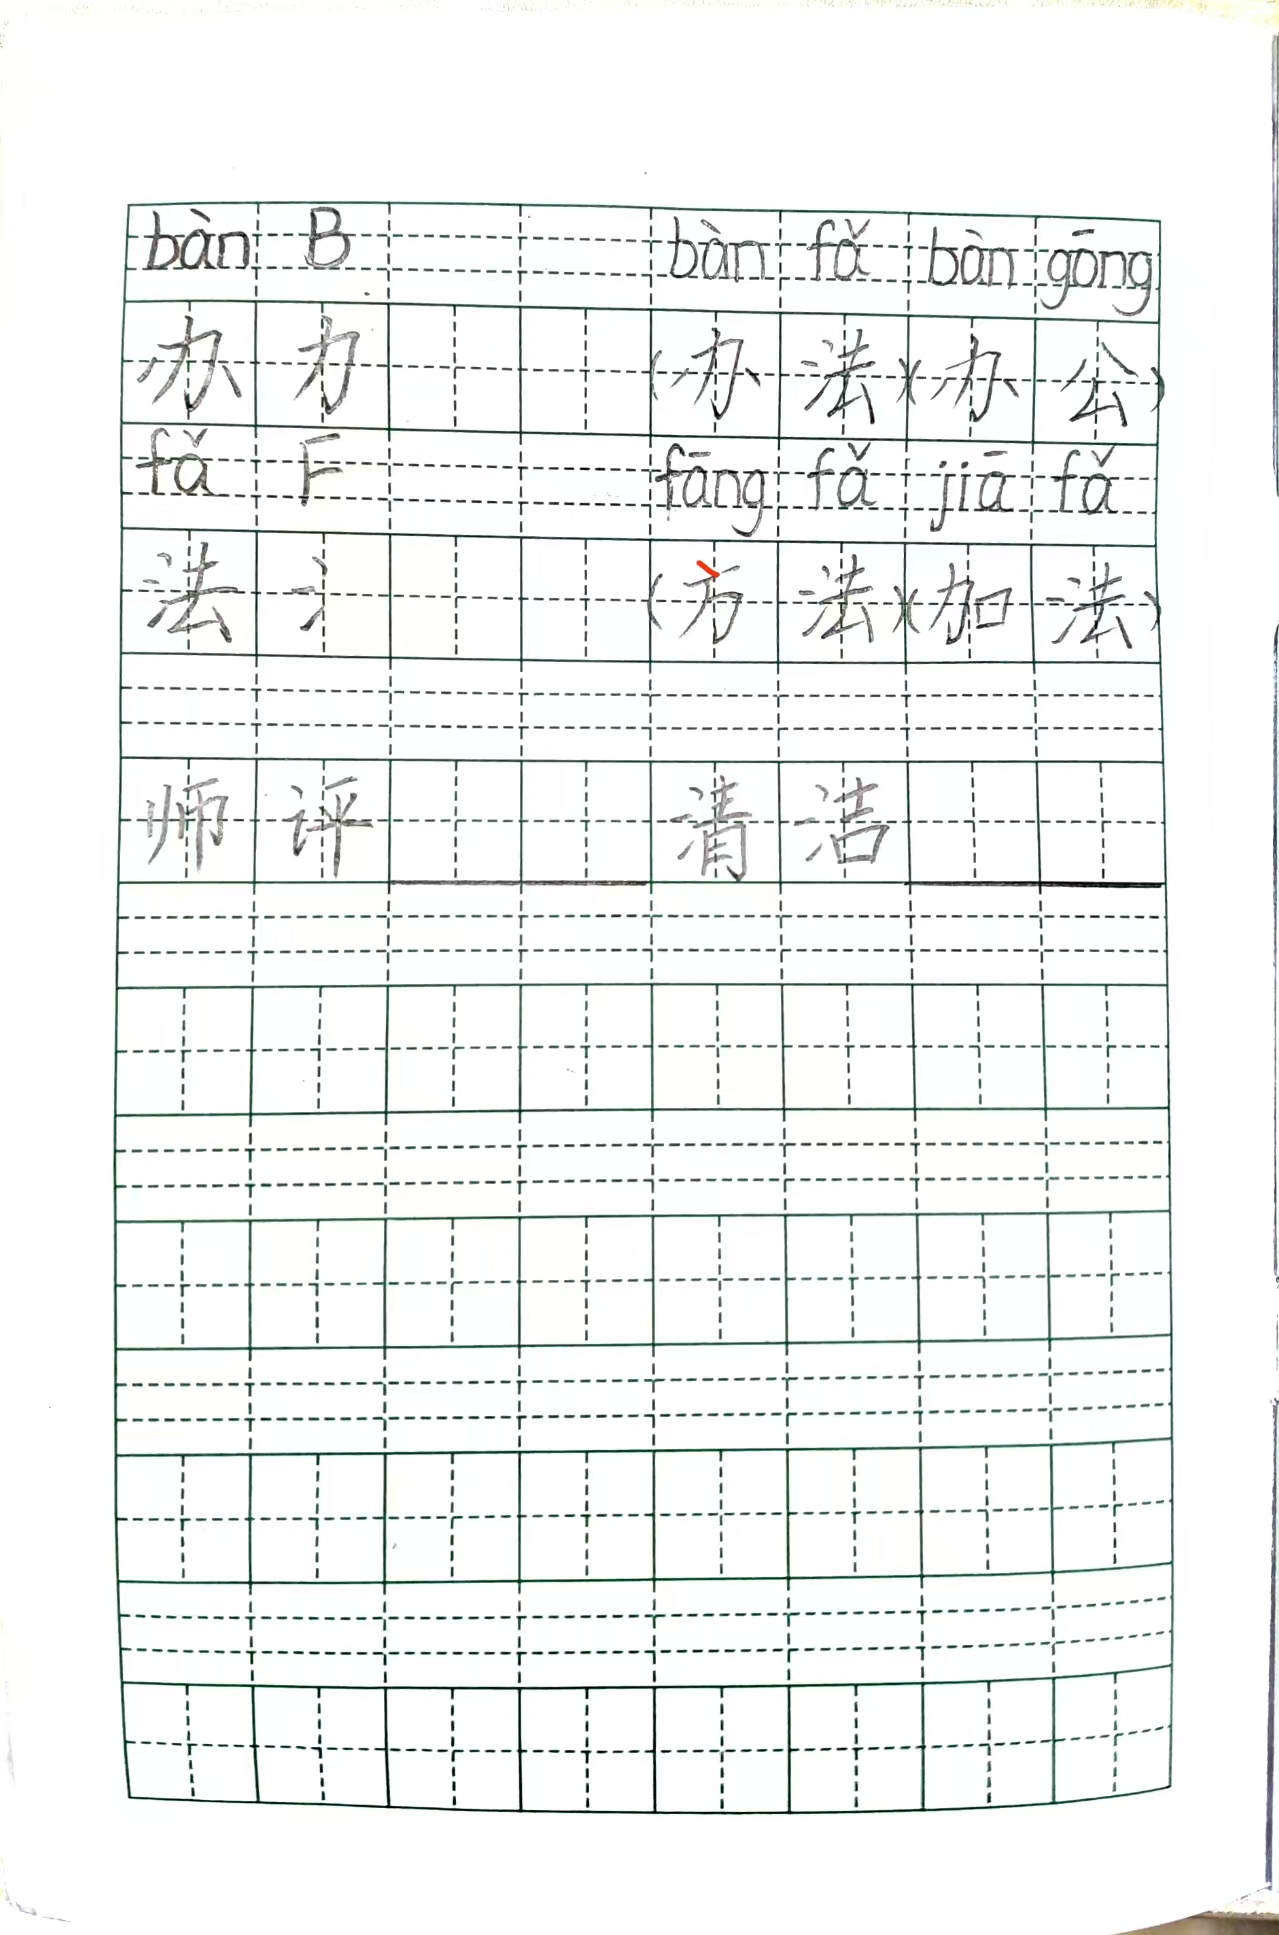 bàn B bàn fǎ bàn gōng
办 力 (办 法)(办 公)
fǎ F fāng fǎ jiā fǎ
法 氵 (方 法)(加 法)
师 评 清 洁